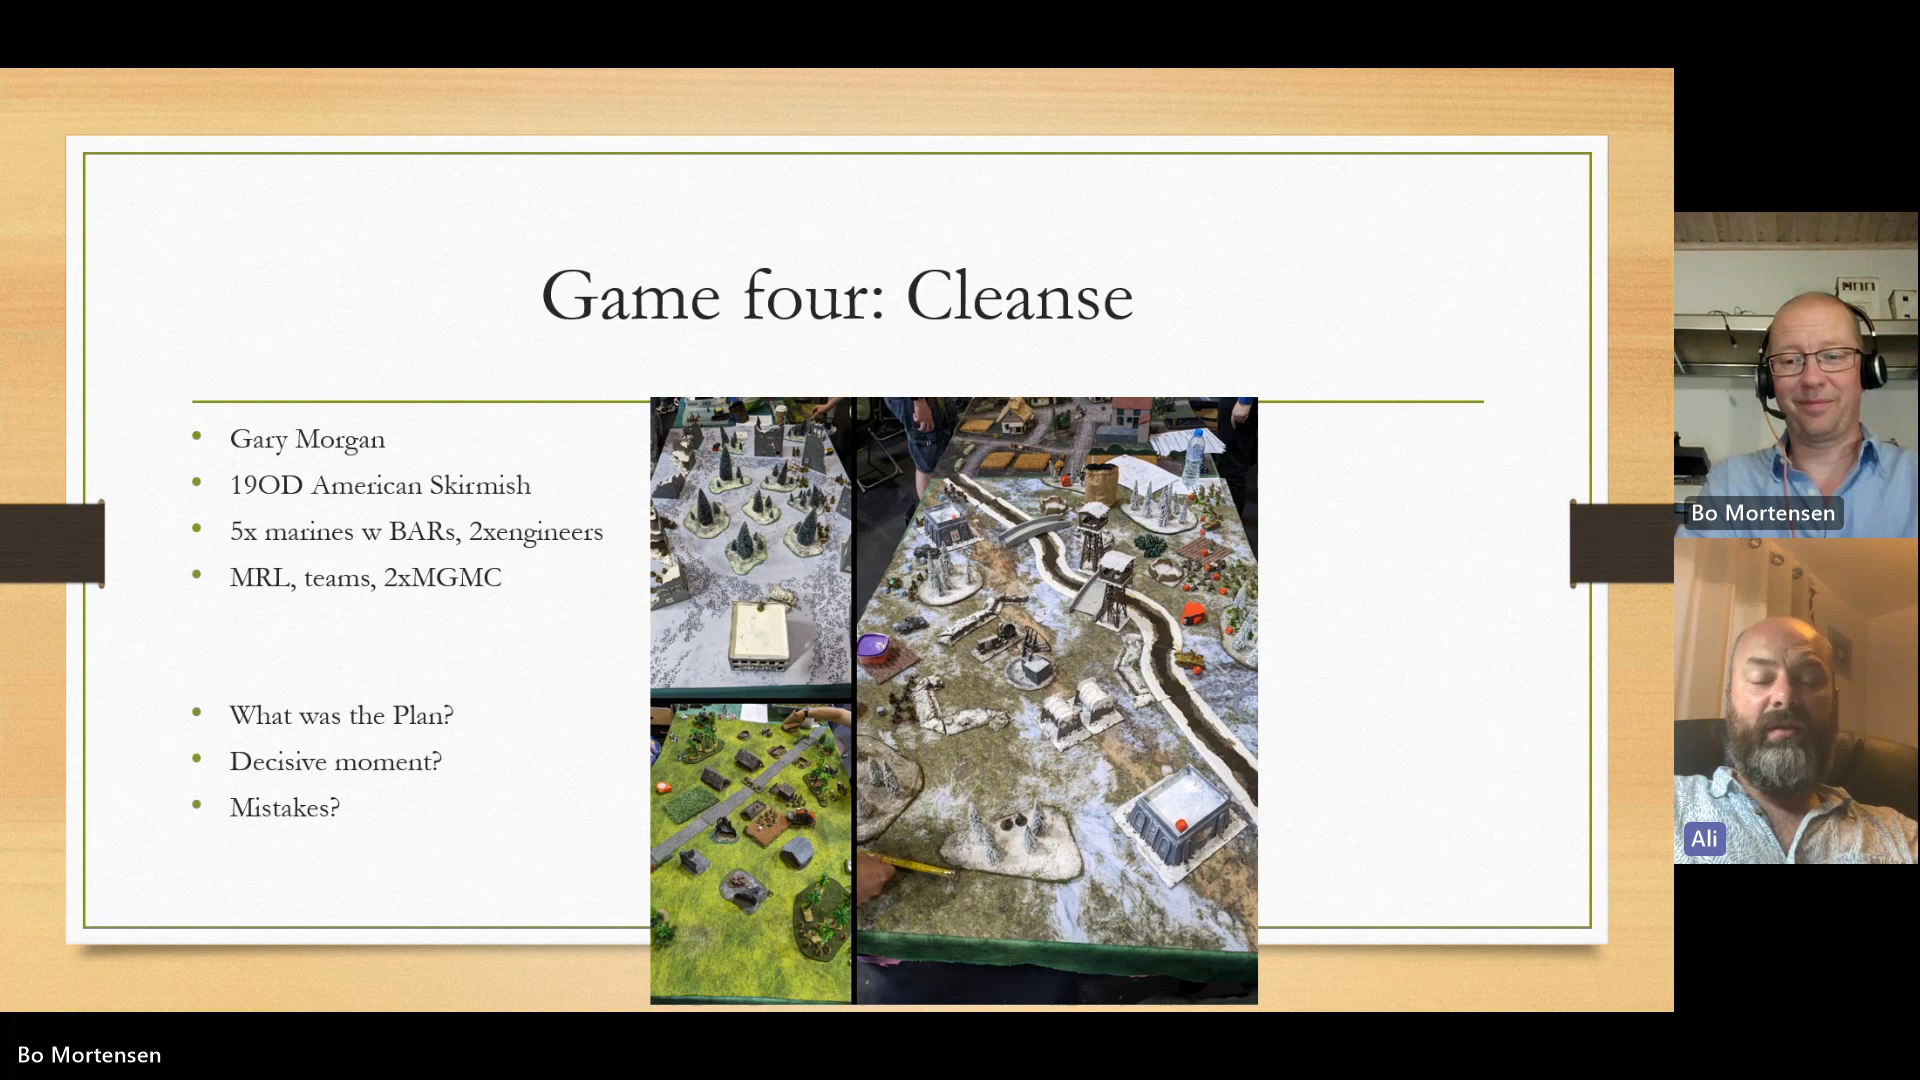 Game four: Cleanse
Gary Morgan
19OD American Skirmish
5x marines w BARs, 2xengineers
MRL, teams, 2xMGMC
What was the Plan?
Decisive moment?
Mistakes?
Bo Mortensen
Ali
Bo Mortensen